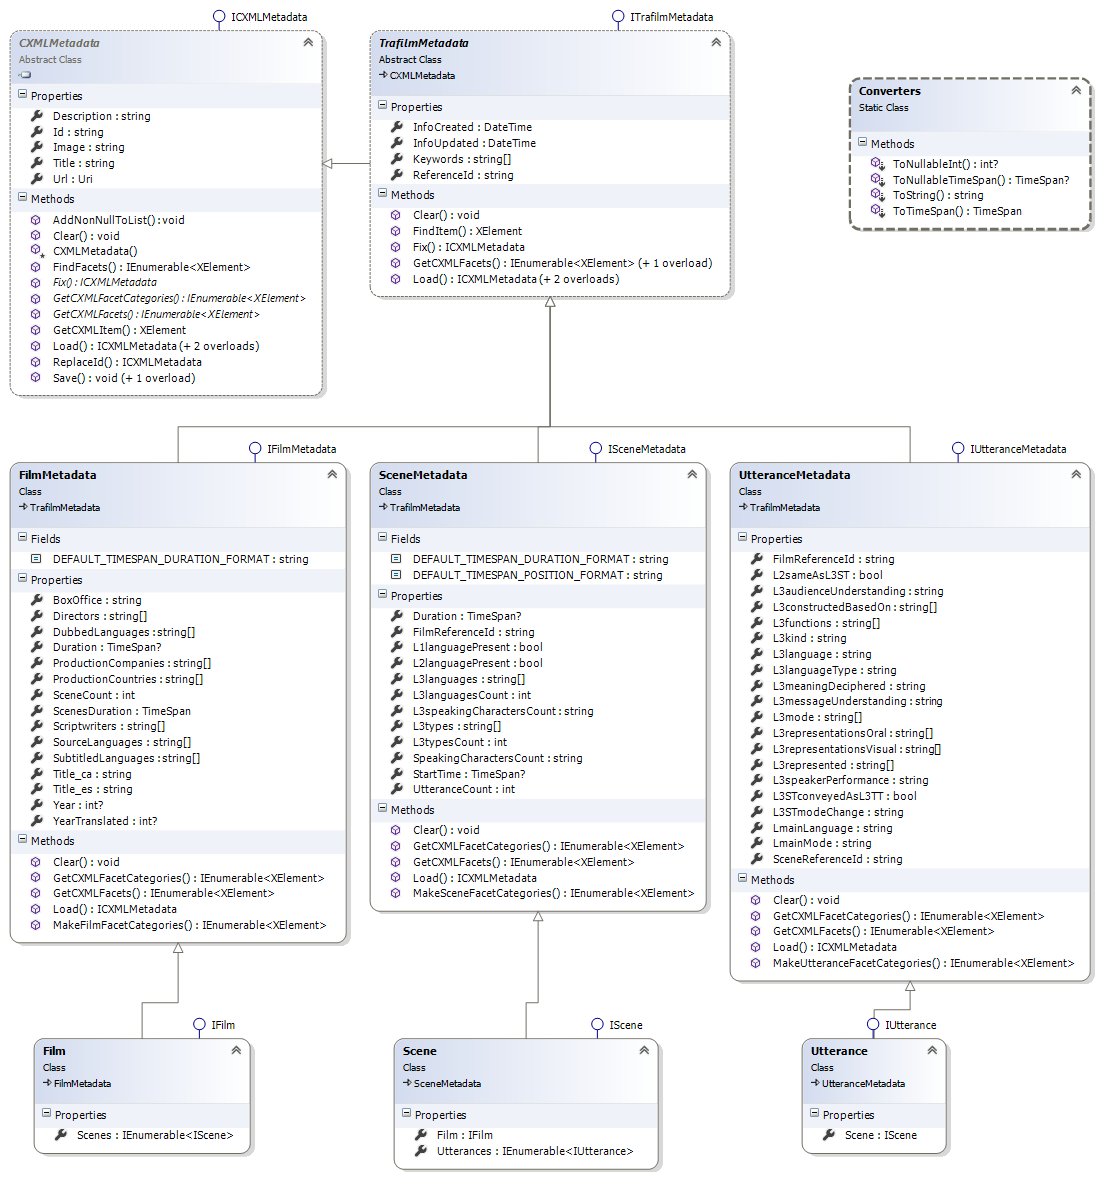 ICXMLMetadata
CXMLMetadata
Abstract Class
Properties
Description : string
Id : string
Image : string
Title : string
Url : Uri
Methods
AddNonNullToList() : void
Clear() : void
CXMLMetadata()
FindFacets() : IEnumerable<XElement>
Fix() : ICXMLMetadata
GetCXMLFacetCategories() : IEnumerable<XElement>
GetCXMLFacets() : IEnumerable<XElement>
GetCXMLItem() : XElement
Load() : ICXMLMetadata (+ 2 overloads)
ReplaceId() : ICXMLMetadata
Save() : void (+ 1 overload)
ITrafilmMetadata
TrafilmMetadata
Abstract Class
CXMLMetadata
Properties
InfoCreated : DateTime
InfoUpdated : DateTime
Keywords : string[]
ReferenceId : string
Methods
Clear() : void
FindItem() : XElement
Fix() : ICXMLMetadata
GetCXMLFacets() : IEnumerable<XElement> (+ 1 overload)
Load() : ICXMLMetadata (+ 2 overloads)
Converters
Static Class
Methods
ToNullableInt() : int?
ToNullableTimeSpan() : TimeSpan?
ToString() : string
ToTimeSpan() : TimeSpan
IFilmMetadata
FilmMetadata
Class
TrafilmMetadata
Fields
DEFAULT_TIMESPAN_DURATION_FORMAT : string
Properties
BoxOffice : string
Directors : string[]
DubbedLanguages : string[]
Duration : TimeSpan?
ProductionCompanies : string[]
ProductionCountries : string[]
SceneCount : int
ScenesDuration : TimeSpan
Scriptwriters : string[]
SourceLanguages : string[]
SubtitledLanguages : string[]
Title_ca : string
Title_es : string
Year : int?
YearTranslated : int?
Methods
Clear() : void
GetCXMLFacetCategories() : IEnumerable<XElement>
GetCXMLFacets() : IEnumerable<XElement>
Load() : ICXMLMetadata
MakeFilmFacetCategories() : IEnumerable<XElement>
ISceneMetadata
SceneMetadata
Class
TrafilmMetadata
Fields
DEFAULT_TIMESPAN_DURATION_FORMAT : string
DEFAULT_TIMESPAN_POSITION_FORMAT : string
Properties
Duration : TimeSpan?
FilmReferenceId : string
L1languagePresent : bool
L2languagePresent : bool
L3languages : string[]
L3languagesCount : int
L3speakingCharactersCount : string
L3types : string[]
L3typesCount : int
SpeakingCharactersCount : string
StartTime : TimeSpan?
UtteranceCount : int
Methods
Clear() : void
GetCXMLFacetCategories() : IEnumerable<XElement>
GetCXMLFacets() : IEnumerable<XElement>
Load() : ICXMLMetadata
MakeSceneFacetCategories() : IEnumerable<XElement>
IUtteranceMetadata
UtteranceMetadata
Class
TrafilmMetadata
Properties
FilmReferenceId : string
L2sameAsL3ST : bool
L3audienceUnderstanding : string
L3constructedBasedOn : string[]
L3functions : string[]
L3kind : string
L3language : string
L3languageType : string
L3meaningDeciphered : string
L3messageUnderstanding : string
L3mode : string[]
L3representationsOral : string[]
L3representationsVisual : string[]
L3represented : string[]
L3speakerPerformance : string
L3STconveyedAsL3TT : bool
L3STmodeChange : string
LmainLanguage : string
LmainMode : string
SceneReferenceId : string
Methods
Clear() : void
GetCXMLFacetCategories() : IEnumerable<XElement>
GetCXMLFacets() : IEnumerable<XElement>
Load() : ICXMLMetadata
MakeUtteranceFacetCategories() : IEnumerable<XElement>
IFilm
Film
Class
FilmMetadata
Properties
Scenes : IEnumerable<IScene>
IScene
Scene
Class
SceneMetadata
Properties
Film : IFilm
Utterances : IEnumerable<IUtterance>
IUtterance
Utterance
Class
UtteranceMetadata
Properties
Scene : IScene